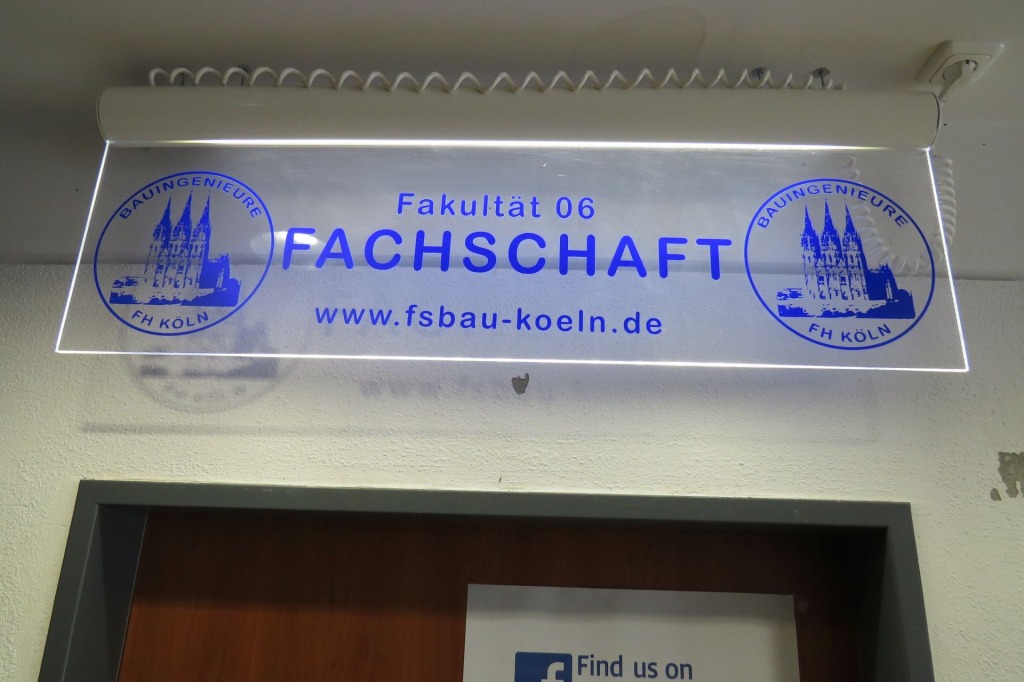 BAUINGENIEURE
FH KÖLN
Fakultät 06
FACHSCHAFT
www.fsbau-koeln.de
BAUINGENIEURE
FH KÖLN
Find us on